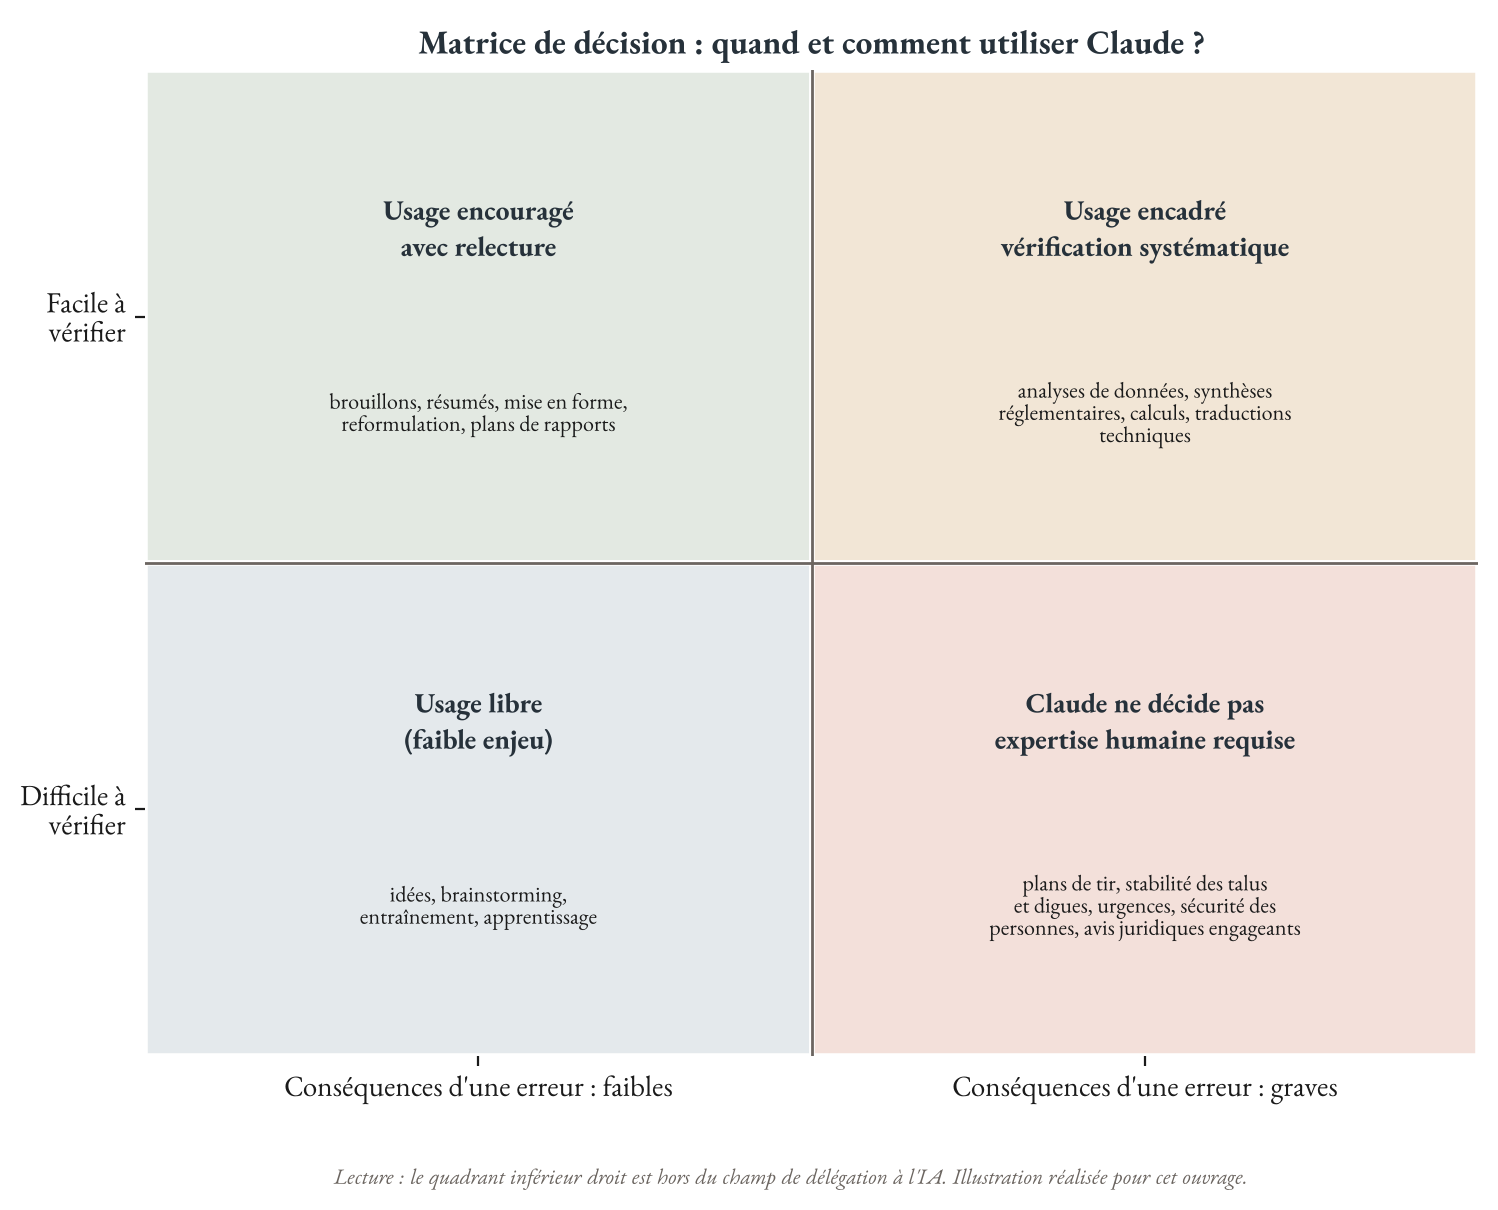 Matrice de décision : quand et comment utiliser Claude ?
Usage encouragé
avec relecture
Usage encadré
vérification systématique
Facile à
vérifier
brouillons, résumés, mise en forme,
reformulation, plans de rapports
analyses de données, synthèses
réglementaires, calculs, traductions
techniques
Usage libre
(faible enjeu)
Claude ne décide pas
expertise humaine requise
Difficile à
vérifier
idées, brainstorming,
entraînement, apprentissage
plans de tir, stabilité des talus
et digues, urgences, sécurité des
personnes, avis juridiques engageants
Conséquences d'une erreur : faibles
Conséquences d'une erreur : graves
Lecture : le quadrant inférieur droit est hors du champ de délégation à l'IA. Illustration réalisée pour cet ouvrage.